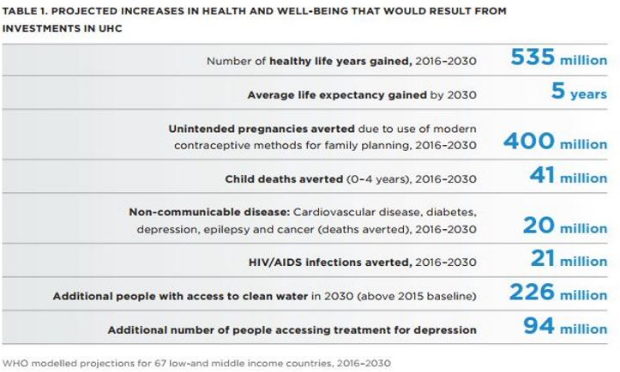 TABLE 1. PROJECTED INCREASES IN HEALTH AND WELL-BEING THAT WOULD RESULT FROM
INVESTMENTS IN UHC
Number of healthy life years gained, 2016–2030 535 million
Average life expectancy gained by 2030 5 years
Unintended pregnancies averted due to use of modern
contraceptive methods for family planning, 2016–2030 400 million
Child deaths averted (0–4 years), 2016–2030 41 million
Non-communicable disease: Cardiovascular disease, diabetes,
depression, epilepsy and cancer (deaths averted), 2016–2030 20 million
HIV/AIDS infections averted, 2016–2030 21 million
Additional people with access to clean water in 2030 (above 2015 baseline) 226 million
Additional number of people accessing treatment for depression 94 million
WHO modelled projections for 67 low-and middle income countries, 2016–2030